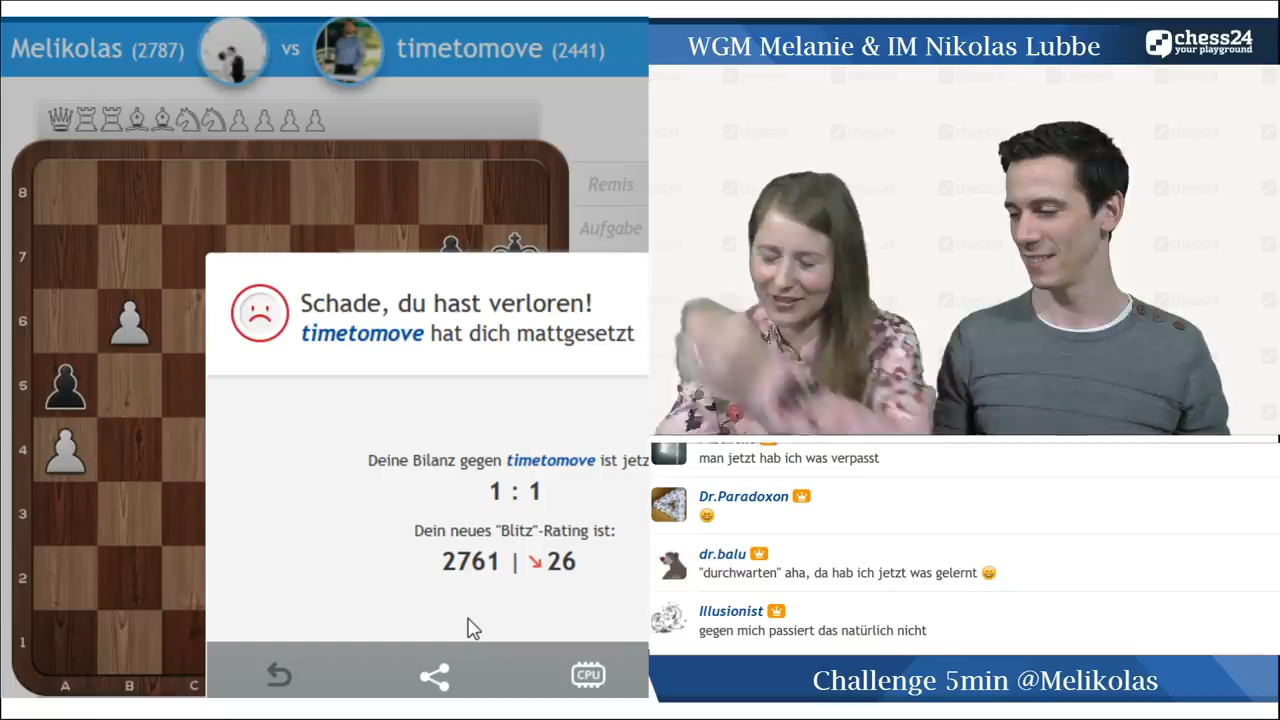 Melikolas (2787) vs timetomove (2441)
WGM Melanie & IM Nikolas Lubbe
chess24
your playground
Remis
Aufgabe
8
7
6
5
4
3
2
1
A B C
Schade, du hast verloren!
timetomove hat dich mattgesetzt
Deine Bilanz gegen timetomove ist jetz
1 : 1
Dein neues "Blitz"-Rating ist:
2761 | 26
CPU
chess24
man jetzt hab ich was verpasst
Dr.Paradoxon
dr.balu
"durchwarten" aha, da hab ich jetzt was gelernt
Illusionist
gegen mich passiert das natürlich nicht
Challenge 5min @Melikolas